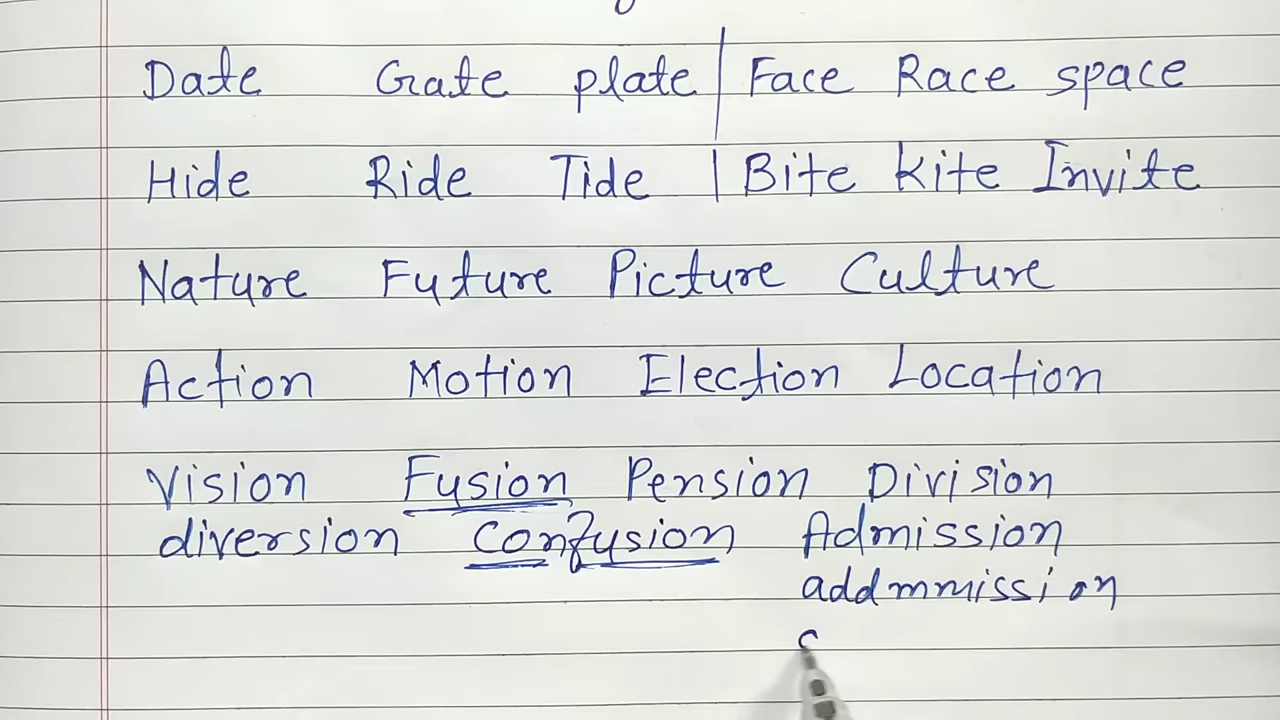 Date Grate plate | Face Race space
Hide Ride Tide | Bite Kite Invite
Nature Future Picture Culture
Action Motion Election Location
Vision Fusion Pension Division
diversion Confusion Admission
addmmission